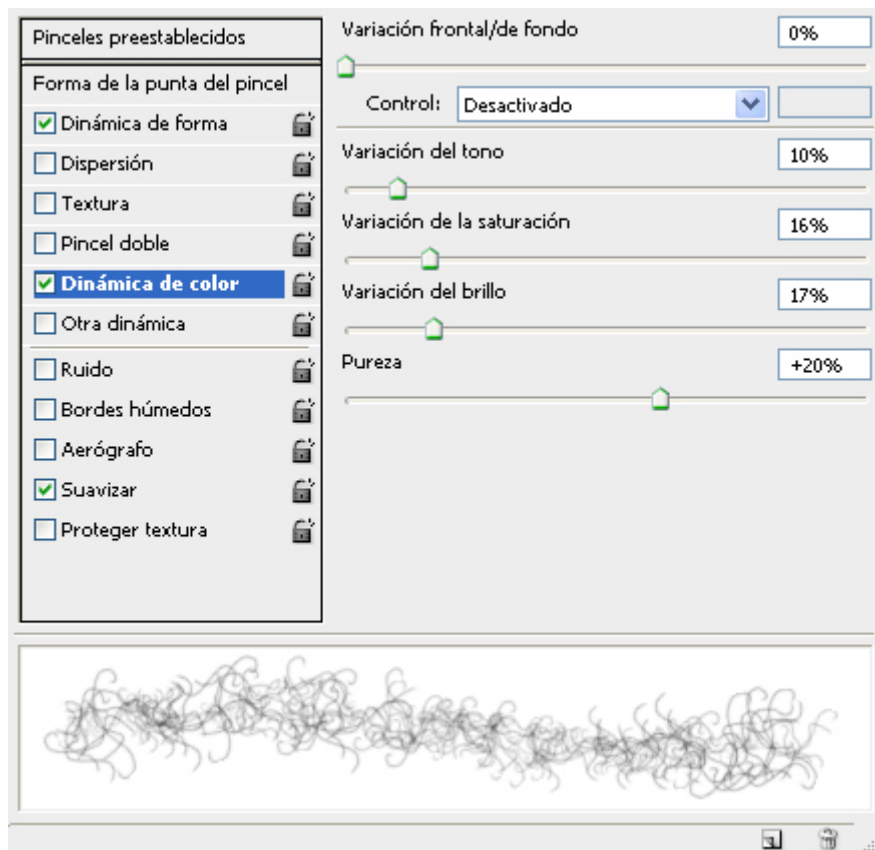 Pinceles preestablecidos
Forma de la punta del pincel
Dinámica de forma
Dispersión
Textura
Pincel doble
Dinámica de color
Otra dinámica
Ruido
Bordes húmedos
Aerógrafo
Suavizar
Proteger textura
Variación frontal/de fondo 0%
Control: Desactivado
Variación del tono 10%
Variación de la saturación 16%
Variación del brillo 17%
Pureza +20%